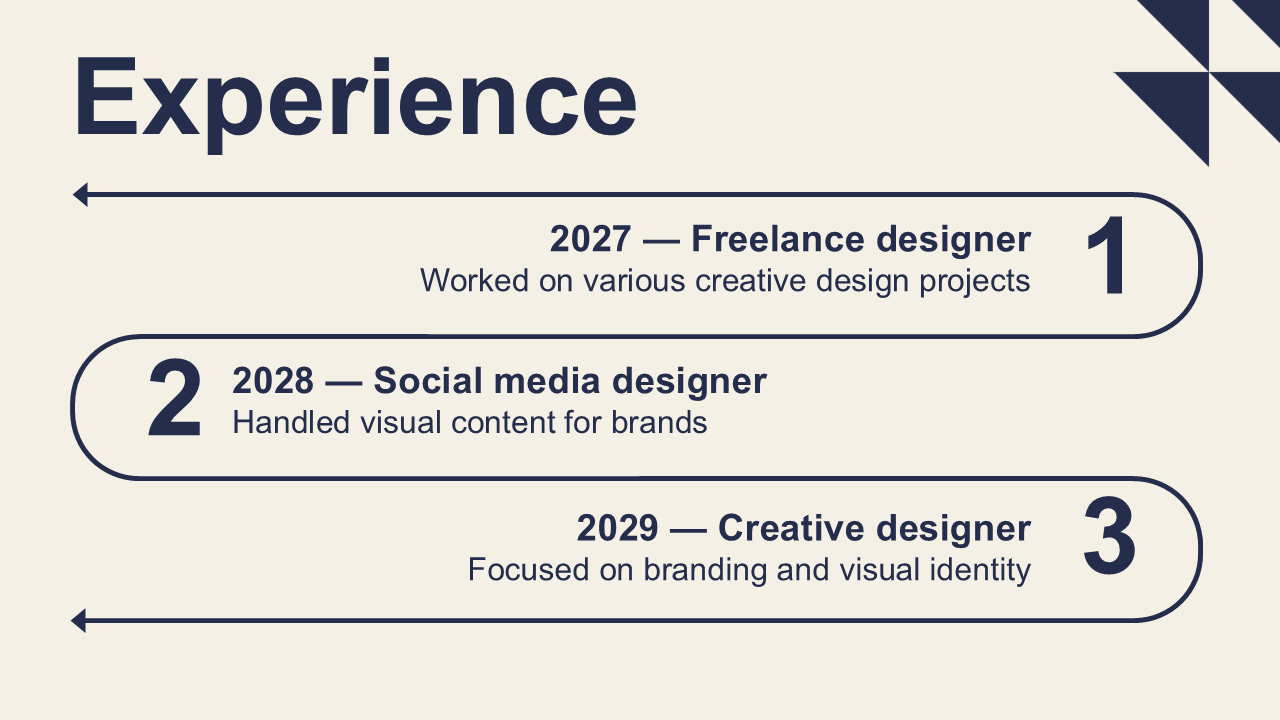 Experience
2027 — Freelance designer
Worked on various creative design projects
1
2
2028 — Social media designer
Handled visual content for brands
2029 — Creative designer
Focused on branding and visual identity
3